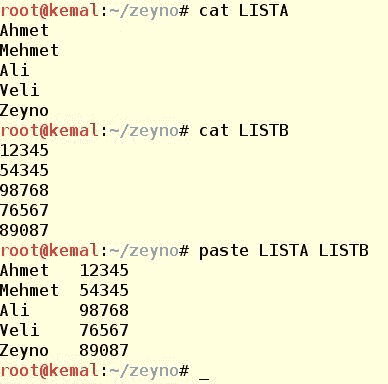 root@kemal:~/zeyno# cat LISTA
Ahmet
Mehmet
Ali
Veli
Zeyno
root@kemal:~/zeyno# cat LISTB
12345
54345
98768
76567
89087
root@kemal:~/zeyno# paste LISTA LISTB
Ahmet   12345
Mehmet  54345
Ali     98768
Veli    76567
Zeyno   89087
root@kemal:~/zeyno# _